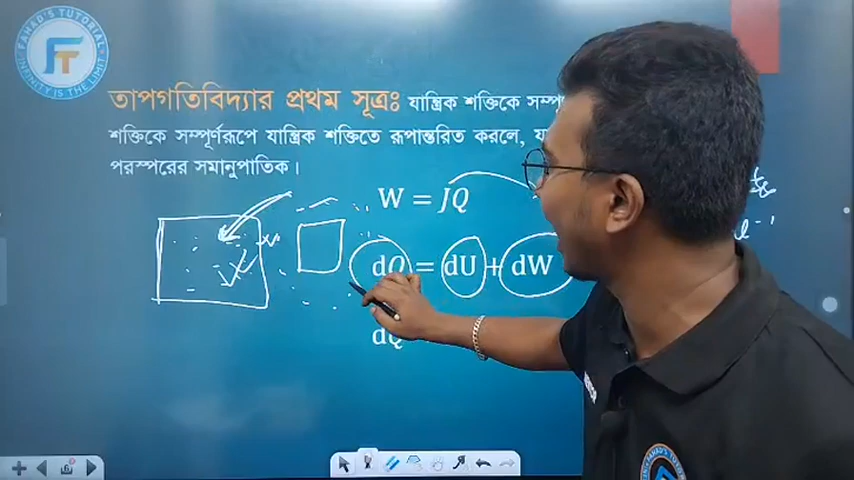 FAHAD'S TUTORIAL
FT
INFINITY IS THE LIMIT
তাপগতিবিদ্যার প্রথম সূত্রঃ যান্ত্রিক শক্তিকে
শক্তিকে সম্পূর্ণরূপে যান্ত্রিক শক্তিতে রূপান্তরিত করলে,
পরস্পরের সমানুপাতিক।
W = JQ
dQ = dU + dW
dQ